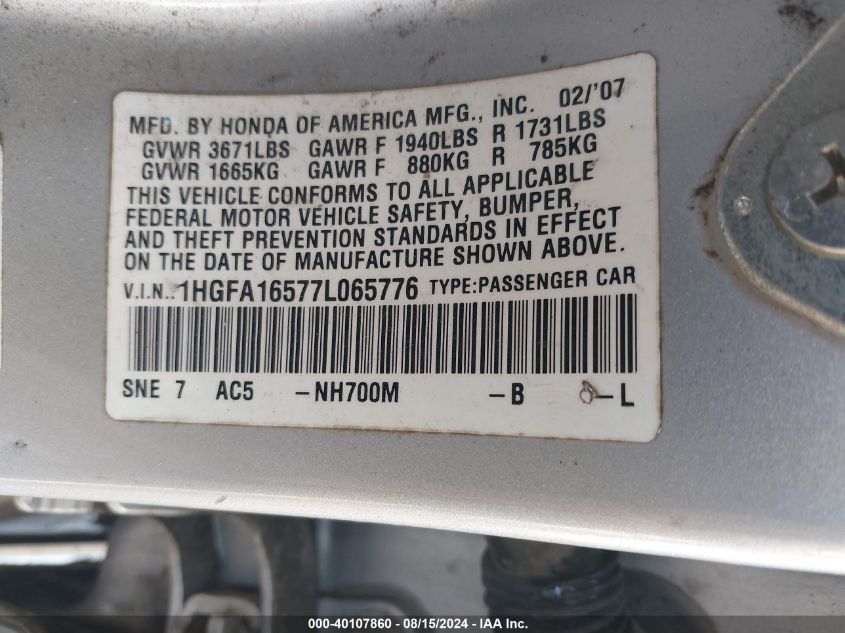 MFD. BY HONDA OF AMERICA MFG., INC. 02/'07
GVWR 3671LBS GAWR F 1940LBS R 1731LBS
GVWR 1665KG GAWR F 880KG R 785KG
THIS VEHICLE CONFORMS TO ALL APPLICABLE
FEDERAL MOTOR VEHICLE SAFETY, BUMPER,
AND THEFT PREVENTION STANDARDS IN EFFECT
ON THE DATE OF MANUFACTURE SHOWN ABOVE.
V.I.N.: 1HGFA16577L065776 TYPE:PASSENGER CAR
SNE 7 AC5 -NH700M -B -L
000-40107860 - 08/15/2024 - IAA Inc.